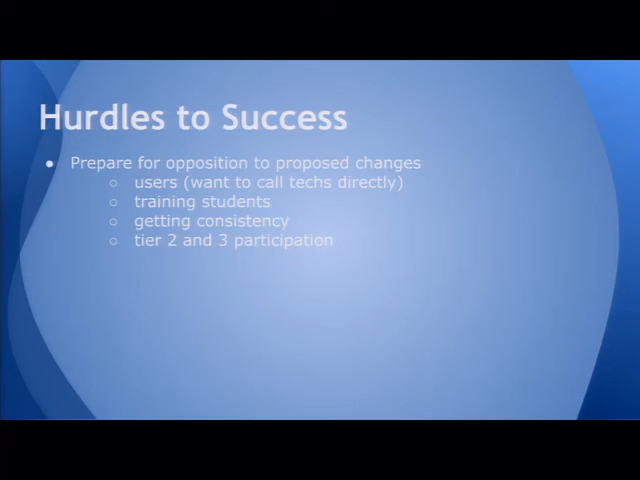 Hurdles to Success
● Prepare for opposition to proposed changes
○ users (want to call techs directly)
○ training students
○ getting consistency
○ tier 2 and 3 participation